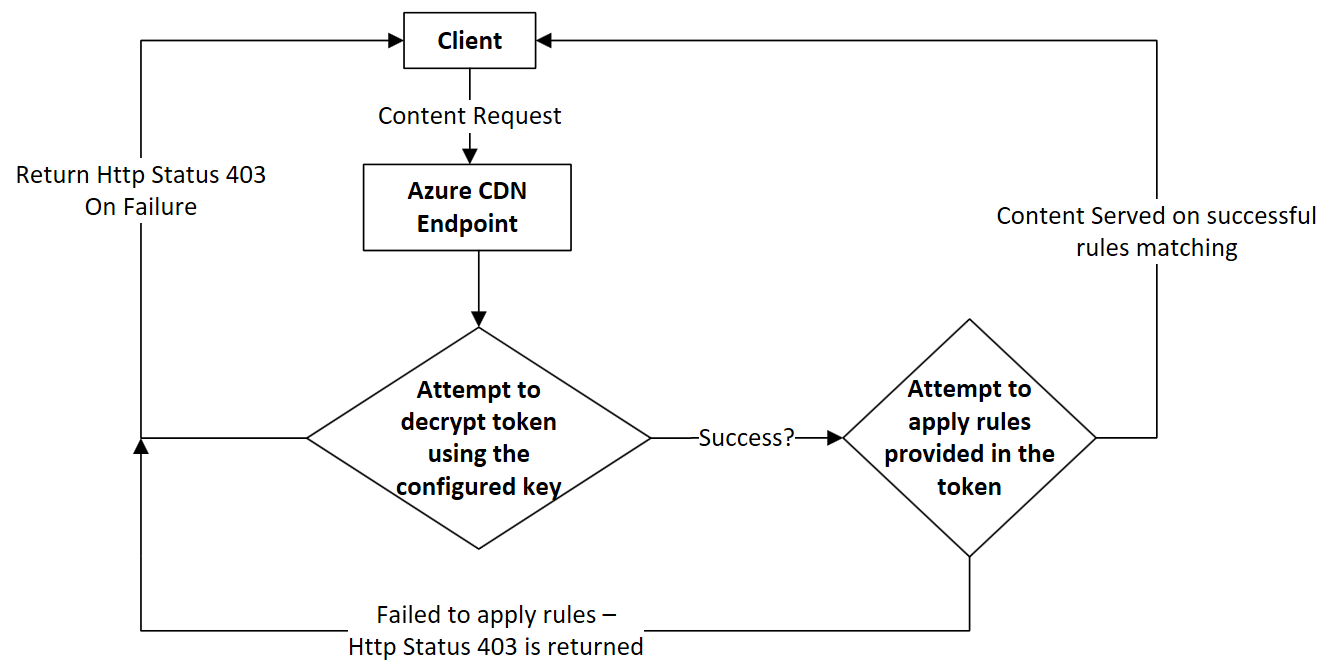 Client
Content Request
Return Http Status 403
On Failure
Azure CDN
Endpoint
Content Served on successful
rules matching
Attempt to
decrypt token
using the
configured key
Success?
Attempt to
apply rules
provided in the
token
Failed to apply rules –
Http Status 403 is returned